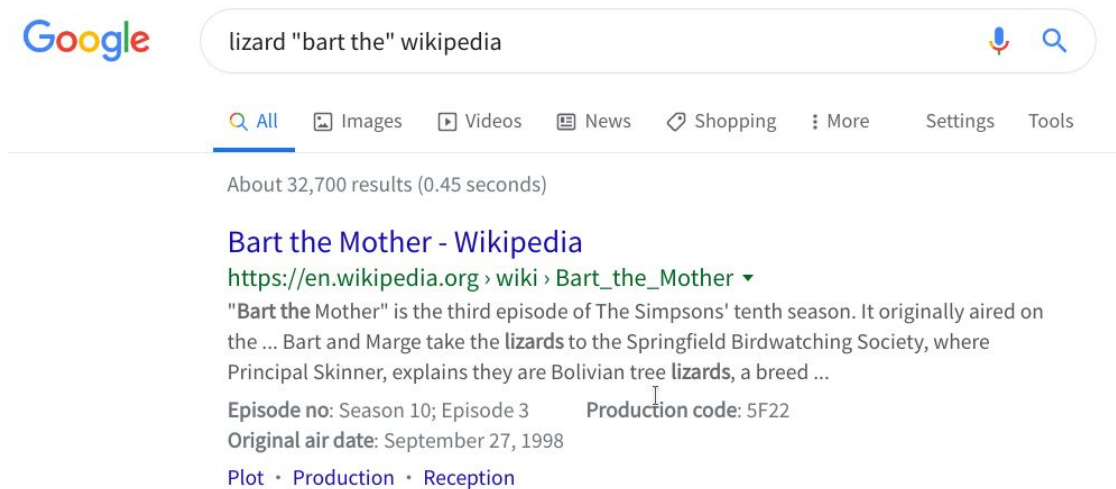 Google
lizard "bart the" wikipedia
All Images Videos News Shopping More Settings Tools
About 32,700 results (0.45 seconds)
Bart the Mother - Wikipedia
https://en.wikipedia.org › wiki › Bart_the_Mother
"Bart the Mother" is the third episode of The Simpsons' tenth season. It originally aired on
the ... Bart and Marge take the lizards to the Springfield Birdwatching Society, where
Principal Skinner, explains they are Bolivian tree lizards, a breed ...
Episode no: Season 10; Episode 3 Production code: 5F22
Original air date: September 27, 1998
Plot · Production · Reception